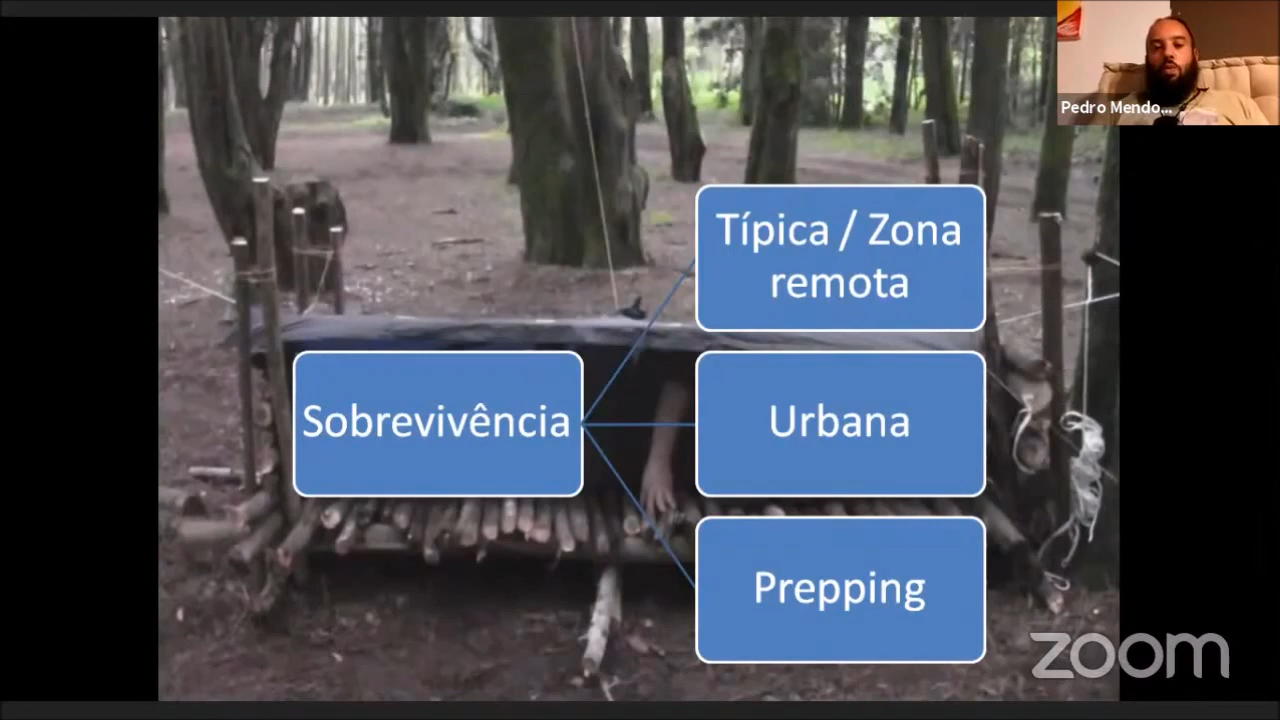 Pedro Mendo...
Típica / Zona
remota
Sobrevivência
Urbana
Prepping
zoom